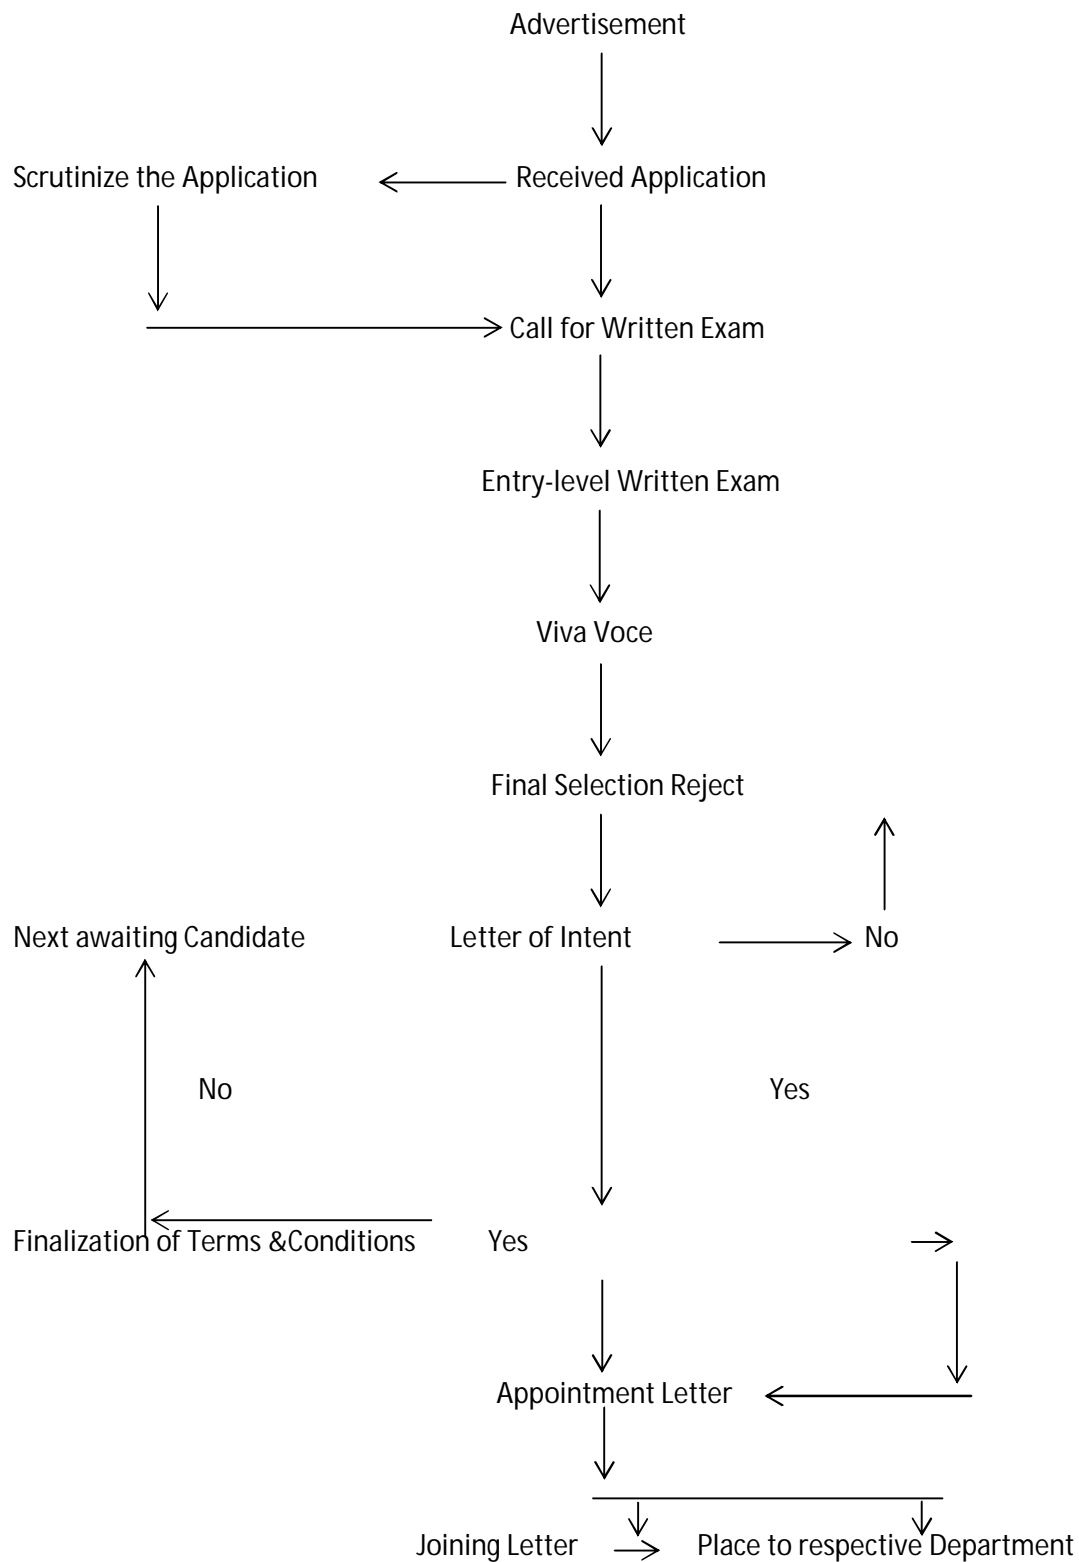 Advertisement
Scrutinize the Application Received Application
Call for Written Exam
Entry-level Written Exam
Viva Voce
Final Selection Reject
Next awaiting Candidate Letter of Intent No
No Yes
Finalization of Terms &Conditions Yes
Appointment Letter
Joining Letter Place to respective Department